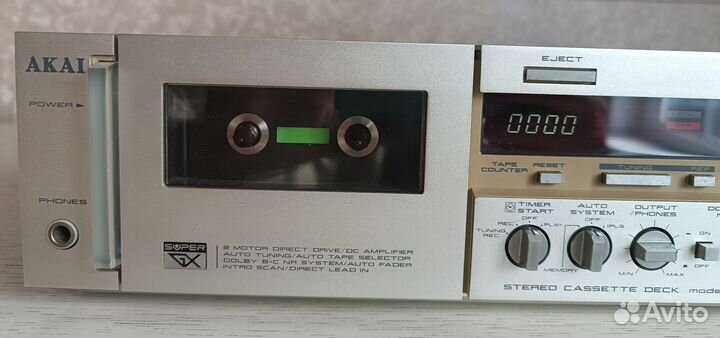 AKAI
POWER
PHONES
SUPER
GX
2 MOTOR DIRECT DRIVE/DC AMPLIFIER
AUTO TUNING/AUTO TAPE SELECTOR
DOLBY B-C NR SYSTEM/AUTO FADER
INTRO SCAN/DIRECT LEAD IN
EJECT
0000
TAPE
COUNTER
RESET
TUNING
REF
TIMER
START
OFF
REC
PLAY
TUNING
REC
AUTO
SYSTEM
OFF
IPLS
MEMORY
OUTPUT
/PHONES
MIN
MAX
ON
OFF
STEREO CASSETTE DECK
Avito